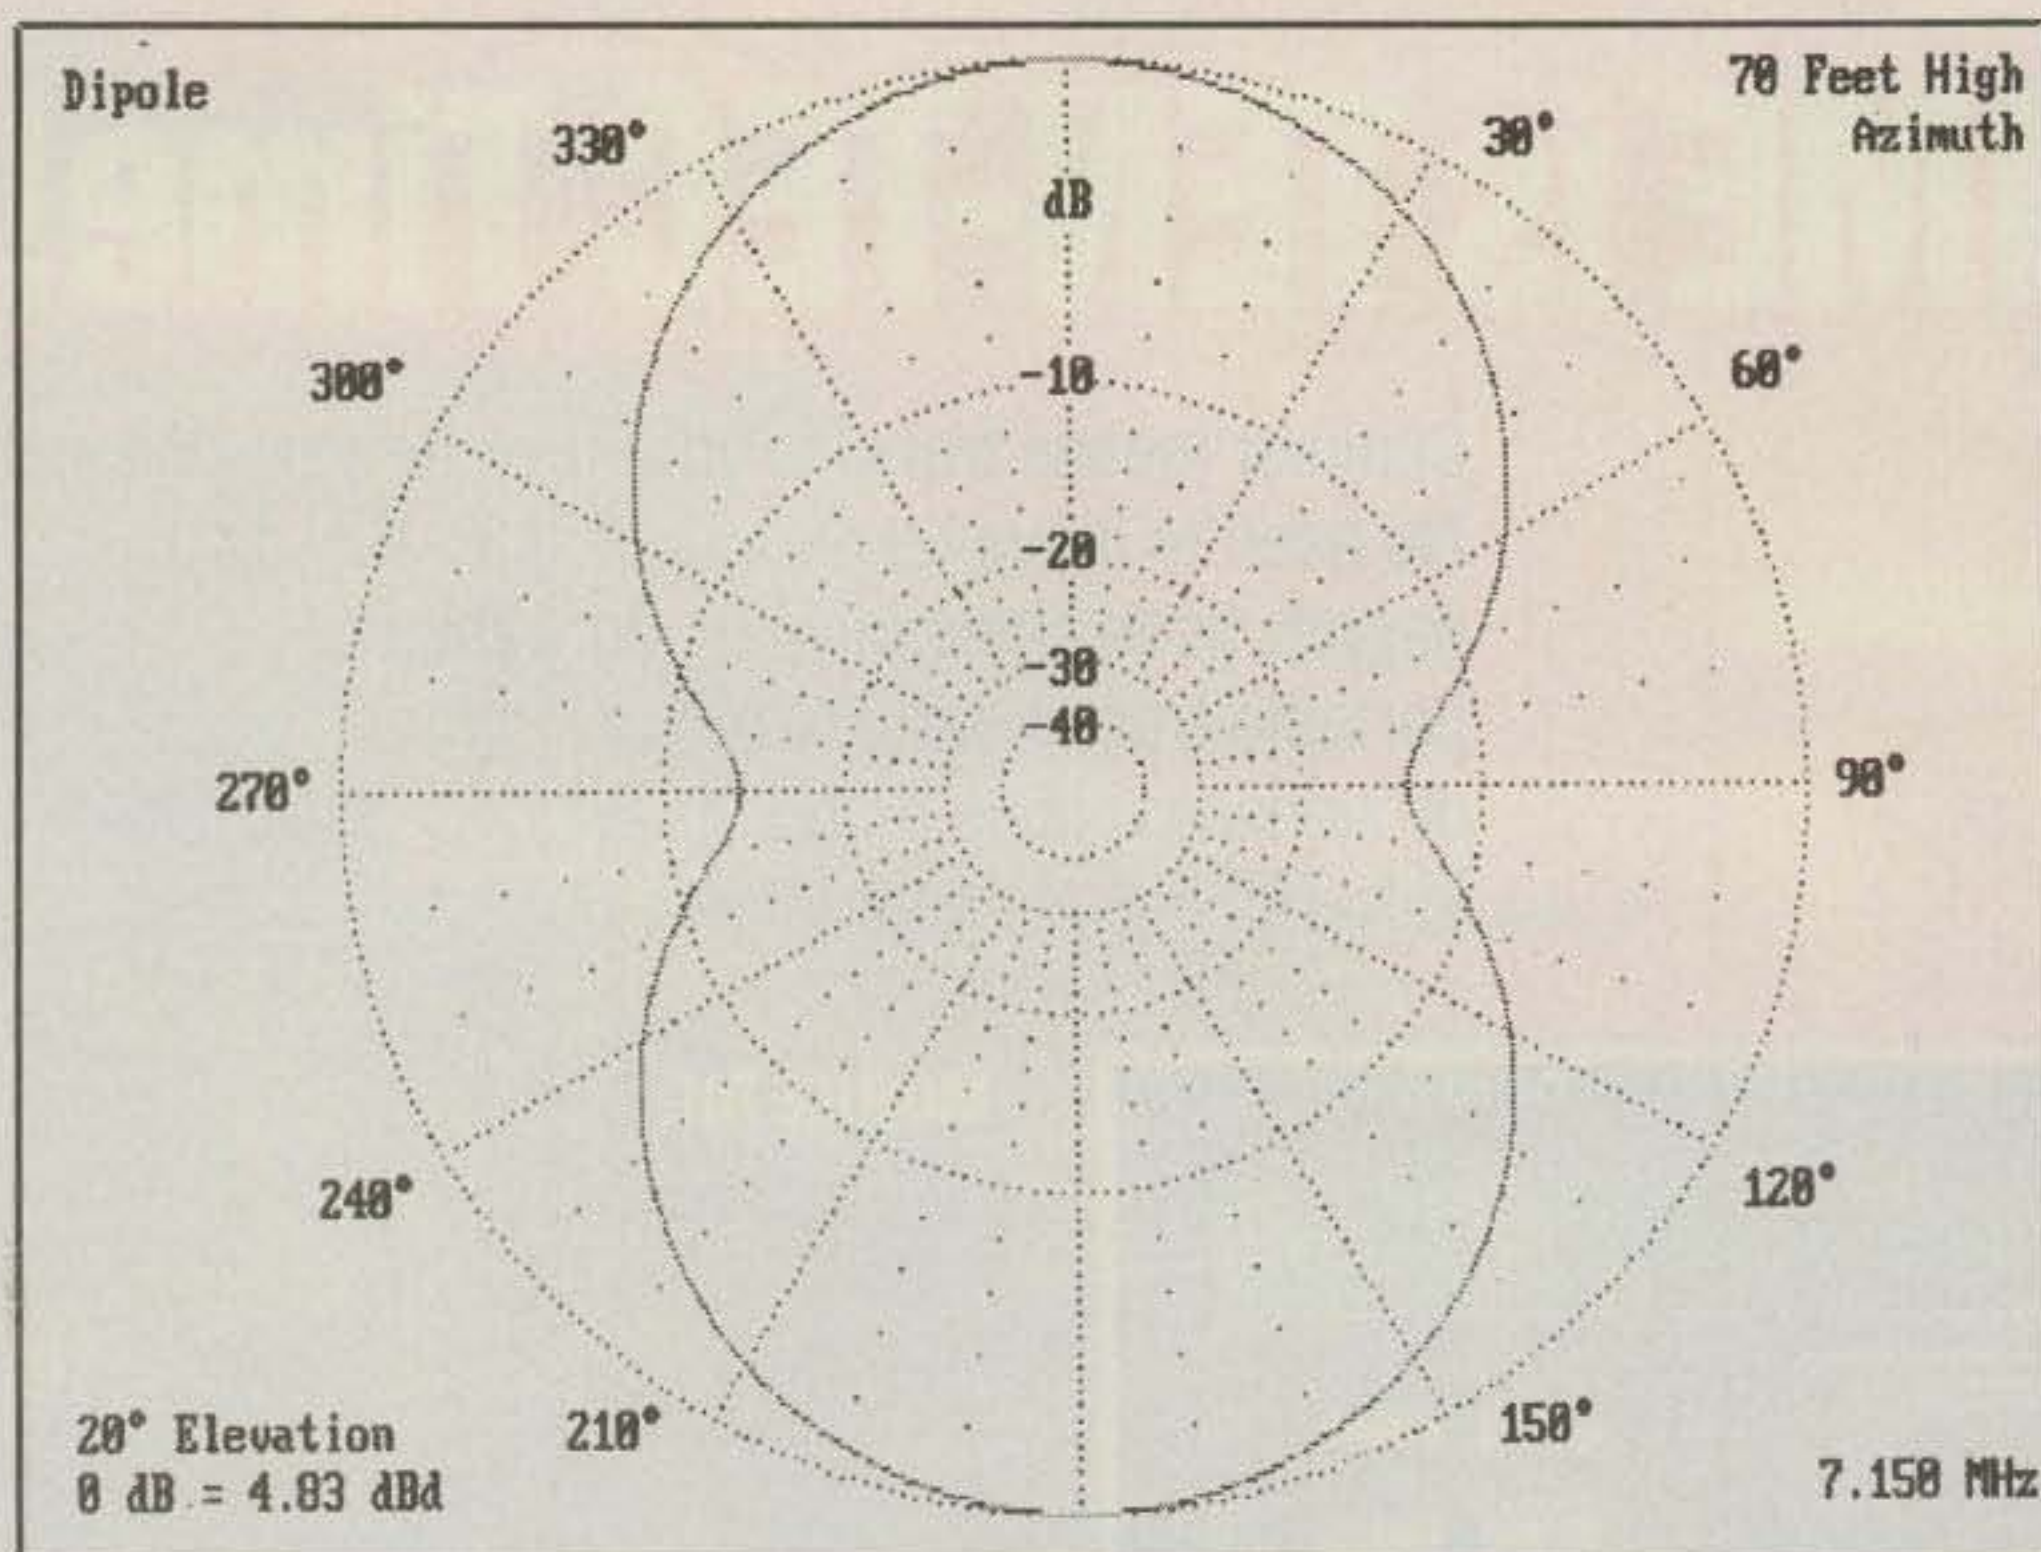 Dipole
70 Feet High
Azimuth
330°
30°
dB
300°
60°
-10
-20
-30
-40
270°
90°
240°
120°
210°
150°
20° Elevation
0 dB = 4.83 dBd
7.150 MHz